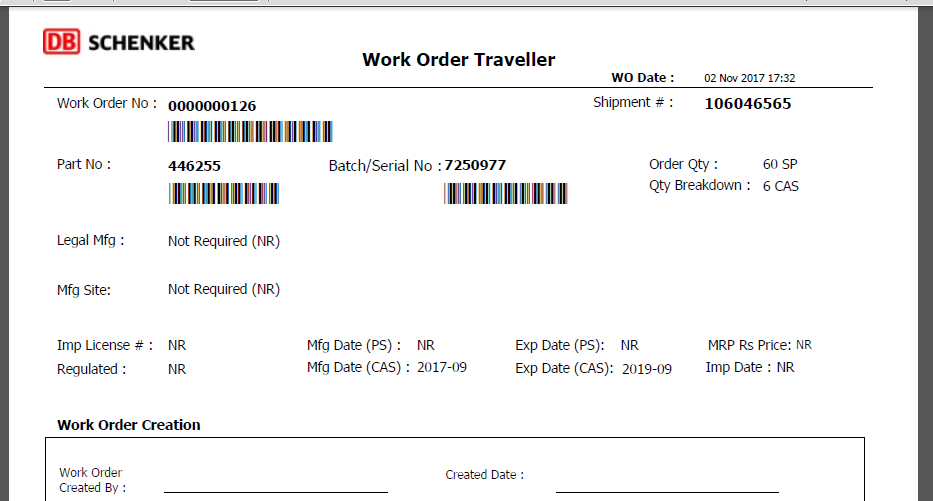 DB SCHENKER
Work Order Traveller
WO Date : 02 Nov 2017 17:32
Work Order No : 0000000126 Shipment # : 106046565
Part No : 446255 Batch/Serial No : 7250977 Order Qty : 60 SP
Qty Breakdown : 6 CAS
Legal Mfg : Not Required (NR)
Mfg Site: Not Required (NR)
Imp License # : NR Mfg Date (PS) : NR Exp Date (PS): NR MRP Rs Price: NR
Regulated : NR Mfg Date (CAS) : 2017-09 Exp Date (CAS): 2019-09 Imp Date : NR
Work Order Creation
Work Order
Created By : Created Date :